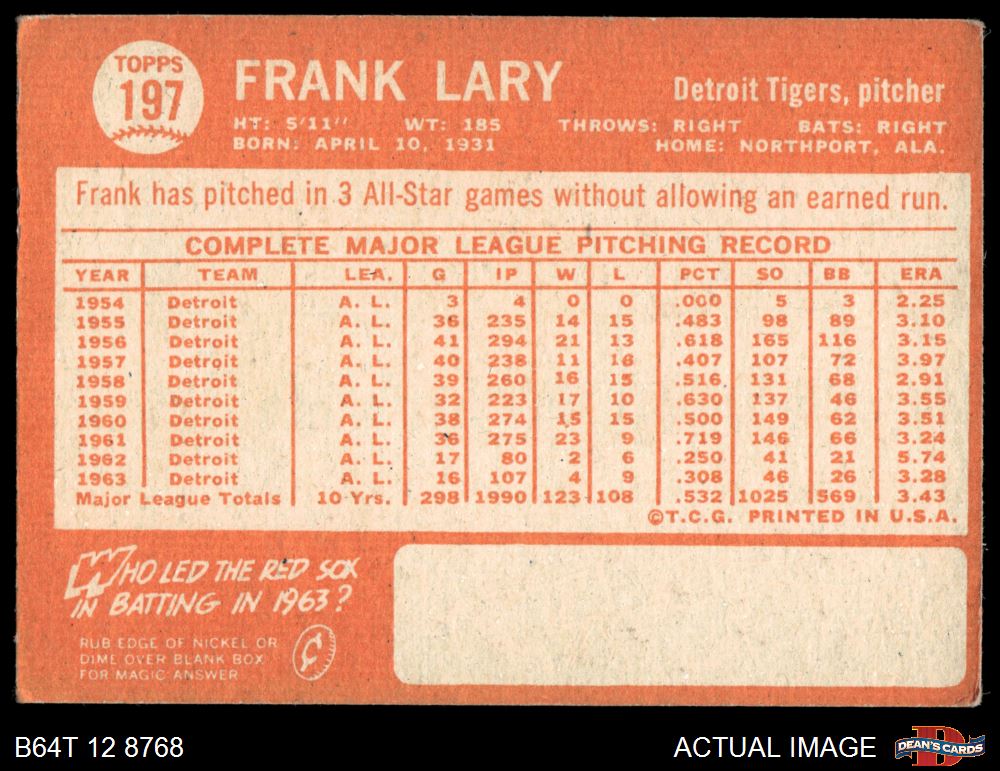 TOPPS
197
FRANK LARY
Detroit Tigers, pitcher
HT: 5'11" WT: 185 THROWS: RIGHT BATS: RIGHT
BORN: APRIL 10, 1931 HOME: NORTHPORT, ALA.
Frank has pitched in 3 All-Star games without allowing an earned run.
COMPLETE MAJOR LEAGUE PITCHING RECORD
YEAR TEAM LEA. G IP W L PCT SO BB ERA
1954 Detroit A. L. 3 4 0 0 .000 5 3 2.25
1955 Detroit A. L. 36 235 14 15 .483 98 89 3.10
1956 Detroit A. L. 41 294 21 13 .618 165 116 3.15
1957 Detroit A. L. 40 238 11 16 .407 107 72 3.97
1958 Detroit A. L. 39 260 16 15 .516 131 68 2.91
1959 Detroit A. L. 32 223 17 10 .630 137 46 3.55
1960 Detroit A. L. 38 274 15 15 .500 149 62 3.51
1961 Detroit A. L. 36 275 23 9 .719 146 66 3.24
1962 Detroit A. L. 17 80 2 6 .250 41 21 5.74
1963 Detroit A. L. 16 107 4 9 .308 46 26 3.28
Major League Totals 10-Yrs. 298 1990 123 108 .532 1025 569 3.43
©T.C.G. PRINTED IN U.S.A.
WHO LED THE RED SOX
IN BATTING IN 1963?
RUB EDGE OF NICKEL OR
DIME OVER BLANK BOX
FOR MAGIC ANSWER
B64T 12 8768 ACTUAL IMAGE
D
DEAN'S CARDS